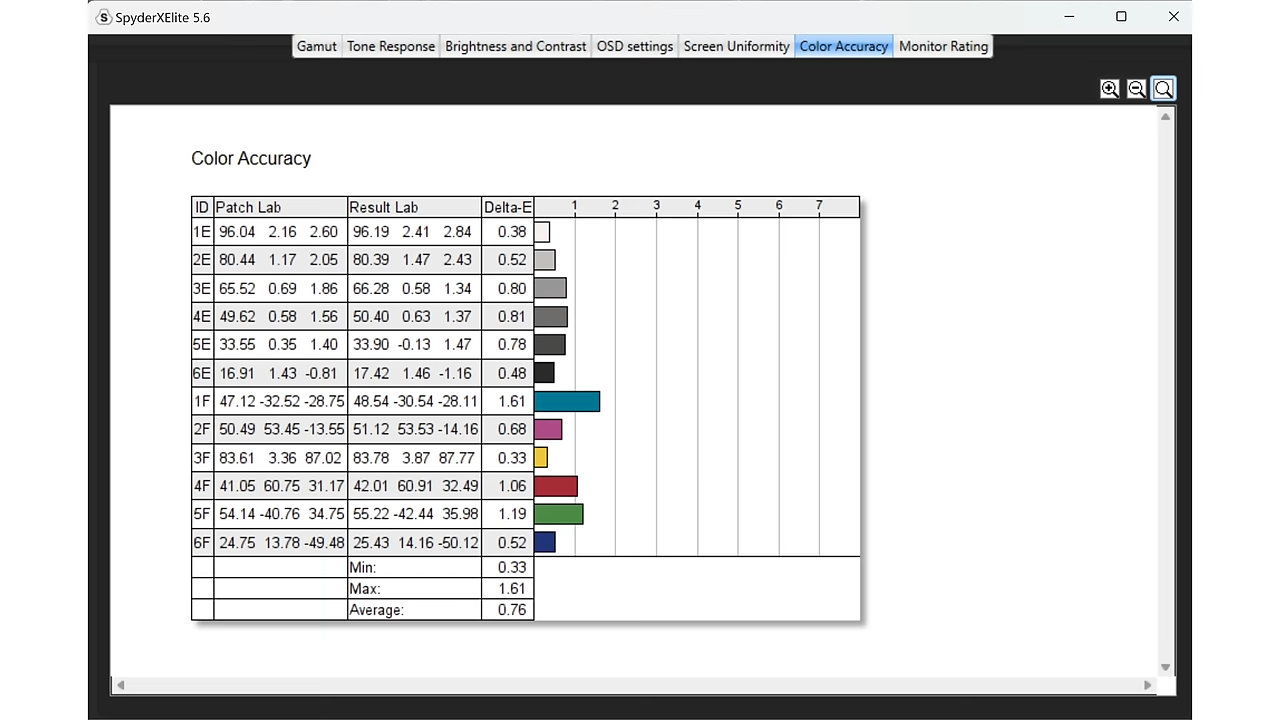 SpyderXElite 5.6
Gamut Tone Response Brightness and Contrast OSD settings Screen Uniformity Color Accuracy Monitor Rating
Color Accuracy
ID Patch Lab Result Lab Delta-E 1 2 3 4 5 6 7
1E 96.04 2.16 2.60 96.19 2.41 2.84 0.38
2E 80.44 1.17 2.05 80.39 1.47 2.43 0.52
3E 65.52 0.69 1.86 66.28 0.58 1.34 0.80
4E 49.62 0.58 1.56 50.40 0.63 1.37 0.81
5E 33.55 0.35 1.40 33.90 -0.13 1.47 0.78
6E 16.91 1.43 -0.81 17.42 1.46 -1.16 0.48
1F 47.12 -32.52 -28.75 48.54 -30.54 -28.11 1.61
2F 50.49 53.45 -13.55 51.12 53.53 -14.16 0.68
3F 83.61 3.36 87.02 83.78 3.87 87.77 0.33
4F 41.05 60.75 31.17 42.01 60.91 32.49 1.06
5F 54.14 -40.76 34.75 55.22 -42.44 35.98 1.19
6F 24.75 13.78 -49.48 25.43 14.16 -50.12 0.52
Min: 0.33
Max: 1.61
Average: 0.76